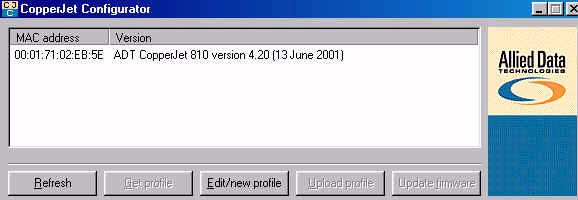 CopperJet Configurator
MAC address Version
00:01:71:02:EB:5E ADT CopperJet 810 version 4.20 (13 June 2001)
Allied Data
TECHNOLOGIES
Refresh Get profile Edit/new profile Upload profile Update firmware